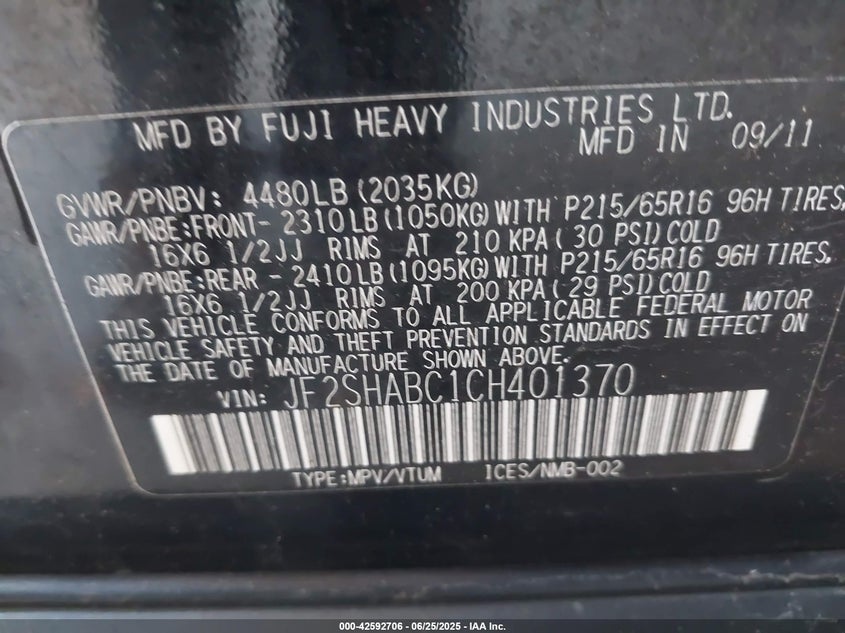 MFD BY FUJI HEAVY INDUSTRIES LTD.
MFD IN 09/11
GVWR/PNBV: 4480LB (2035KG)
GAWR/PNBE:FRONT- 2310LB(1050KG)WITH P215/65R16 96H TIRES,
16X6 1/2JJ RIMS AT 210 KPA( 30 PSI)COLD
GAWR/PNBE:REAR - 2410LB(1095KG)WITH P215/65R16 96H TIRES,
16X6 1/2JJ RIMS AT 200 KPA( 29 PSI)COLD
THIS VEHICLE CONFORMS TO ALL APPLICABLE FEDERAL MOTOR
VEHICLE SAFETY AND THEFT PREVENTION STANDARDS IN EFFECT ON
THE DATE OF MANUFACTURE SHOWN ABOVE.
VIN: JF2SHABC1CH401370
TYPE:MPV/VTUM ICES/NMB-002
000-42592706 - 06/25/2025 - IAA Inc.